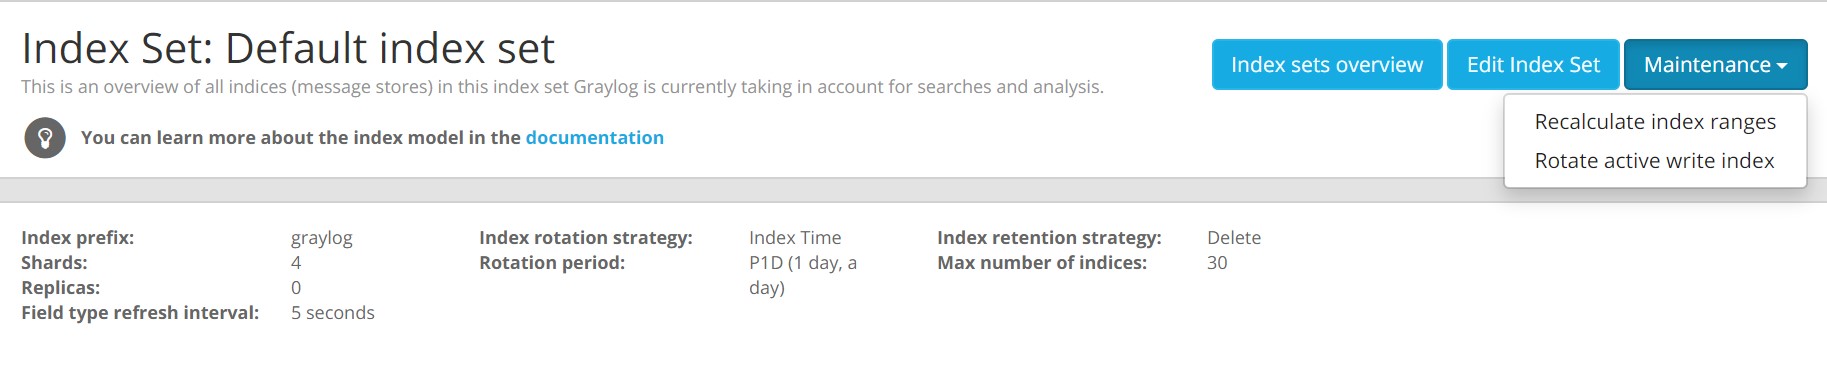 Index Set: Default index set
This is an overview of all indices (message stores) in this index set Graylog is currently taking in account for searches and analysis.
You can learn more about the index model in the documentation
Index sets overview
Edit Index Set
Maintenance
Recalculate index ranges
Rotate active write index
Index prefix: graylog
Shards: 4
Replicas: 0
Field type refresh interval: 5 seconds
Index rotation strategy: Index Time
Rotation period: P1D (1 day, a
day)
Index retention strategy: Delete
Max number of indices: 30